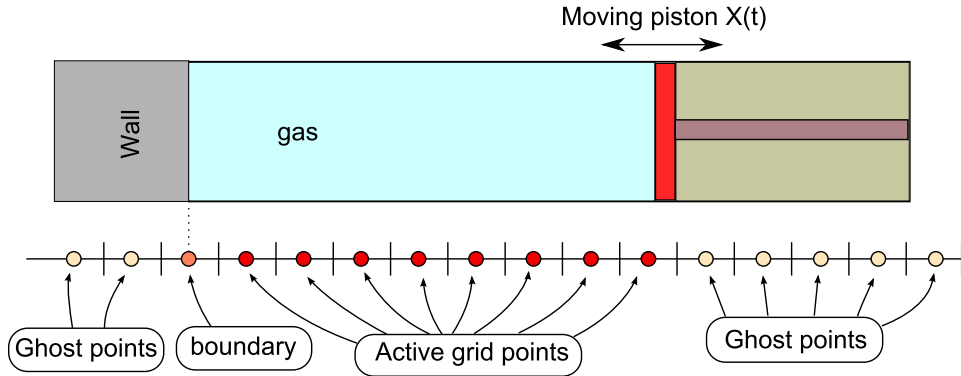 Moving piston X(t)
Wall
gas
Ghost points
boundary
Active grid points
Ghost points